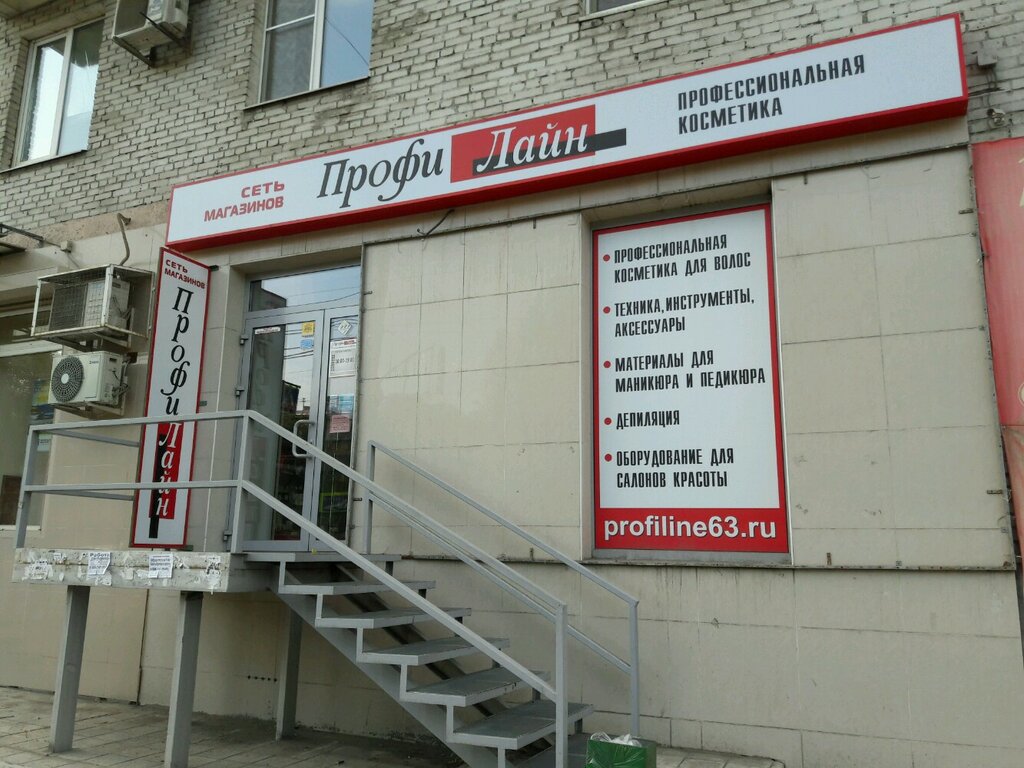 СЕТЬ
МАГАЗИНОВ
Профи Лайн
ПРОФЕССИОНАЛЬНАЯ
КОСМЕТИКА
СЕТЬ
МАГАЗИНОВ
Профи Лайн
• ПРОФЕССИОНАЛЬНАЯ
КОСМЕТИКА ДЛЯ ВОЛОС
• ТЕХНИКА, ИНСТРУМЕНТЫ,
АКСЕССУАРЫ
• МАТЕРИАЛЫ ДЛЯ
МАНИКЮРА И ПЕДИКЮРА
• ДЕПИЛЯЦИЯ
• ОБОРУДОВАНИЕ ДЛЯ
САЛОНОВ КРАСОТЫ
profiline63.ru